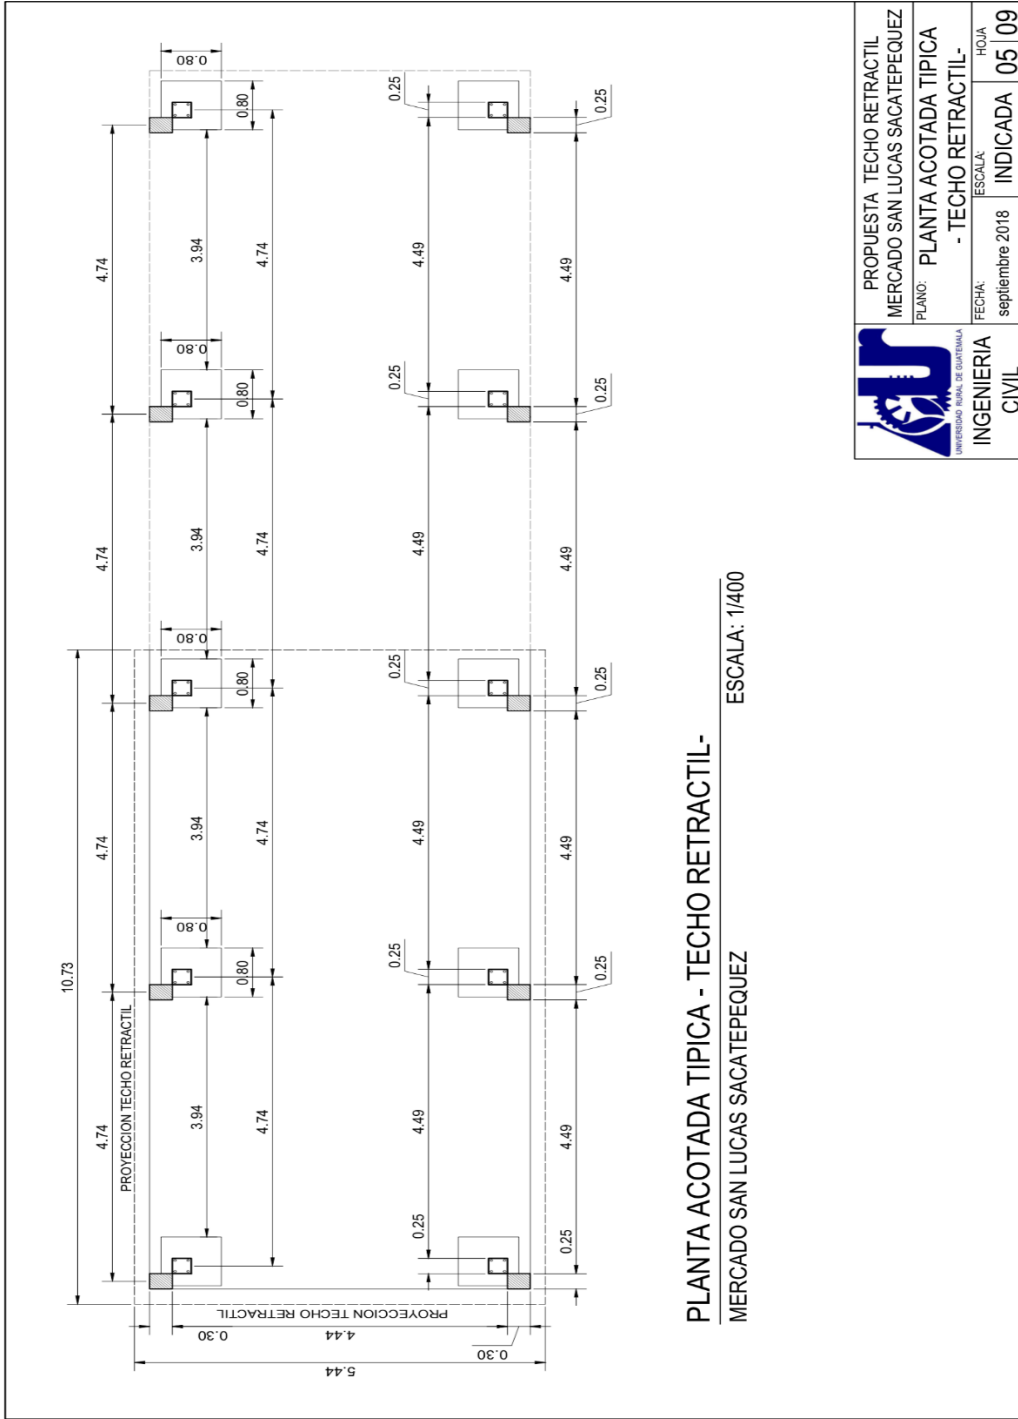 10.73
4.74
4.74
4.74
4.74
PROYECCION TECHO RETRACTIL
0.80
0.80
0.80
0.80
3.94
3.94
3.94
3.94
0.80
0.80
0.80
0.80
4.74
4.74
4.74
4.74
0.25
0.25
0.25
0.25
4.49
4.49
4.49
4.49
0.25
4.49
0.25
4.49
0.25
4.49
0.25
4.49
0.25
PROYECCION TECHO RETRACTIL
0.30
4.44
0.30
5.44
PLANTA ACOTADA TIPICA - TECHO RETRACTIL-
MERCADO SAN LUCAS SACATEPEQUEZ
ESCALA: 1/400
UNIVERSIDAD RURAL DE GUATEMALA
INGENIERIA
CIVIL
PROPUESTA TECHO RETRACTIL
MERCADO SAN LUCAS SACATEPEQUEZ
PLANO: PLANTA ACOTADA TIPICA
- TECHO RETRACTIL-
FECHA:
septiembre 2018
ESCALA:
INDICADA
HOJA
05 09